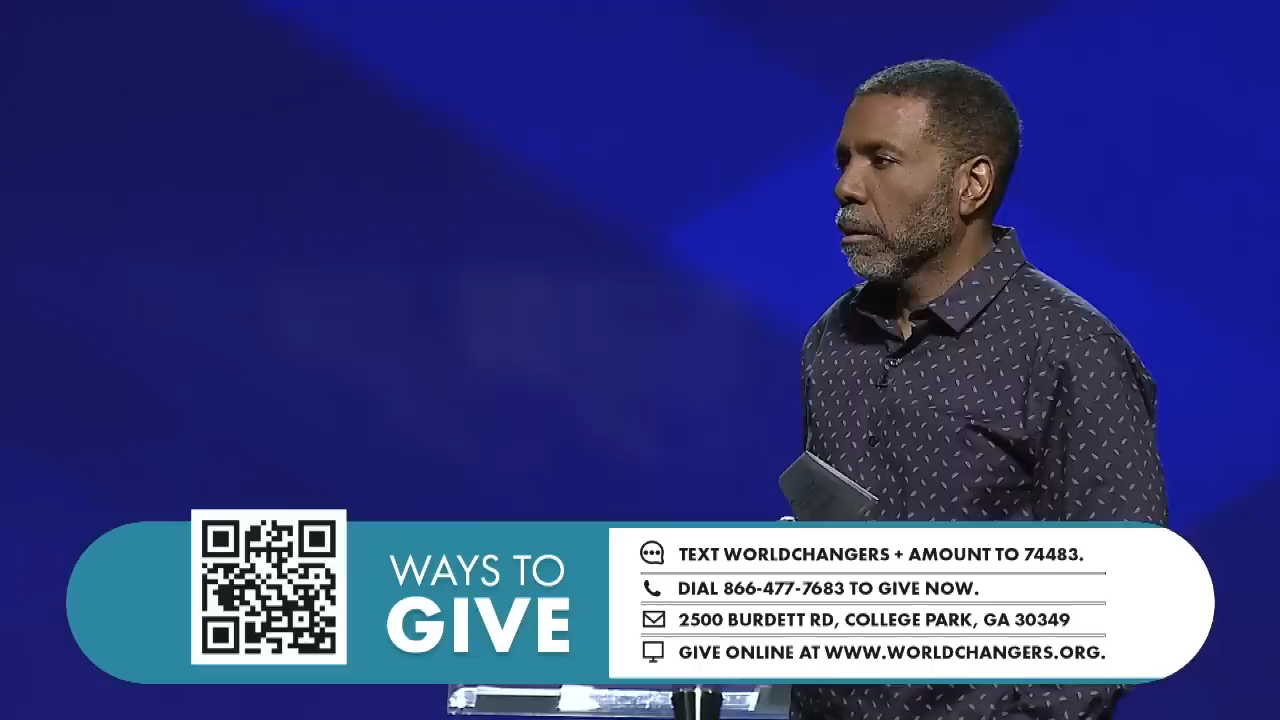 WAYS TO
GIVE
TEXT WORLDCHANGERS + AMOUNT TO 74483.
DIAL 866-477-7683 TO GIVE NOW.
2500 BURDETT RD, COLLEGE PARK, GA 30349
GIVE ONLINE AT WWW.WORLDCHANGERS.ORG.